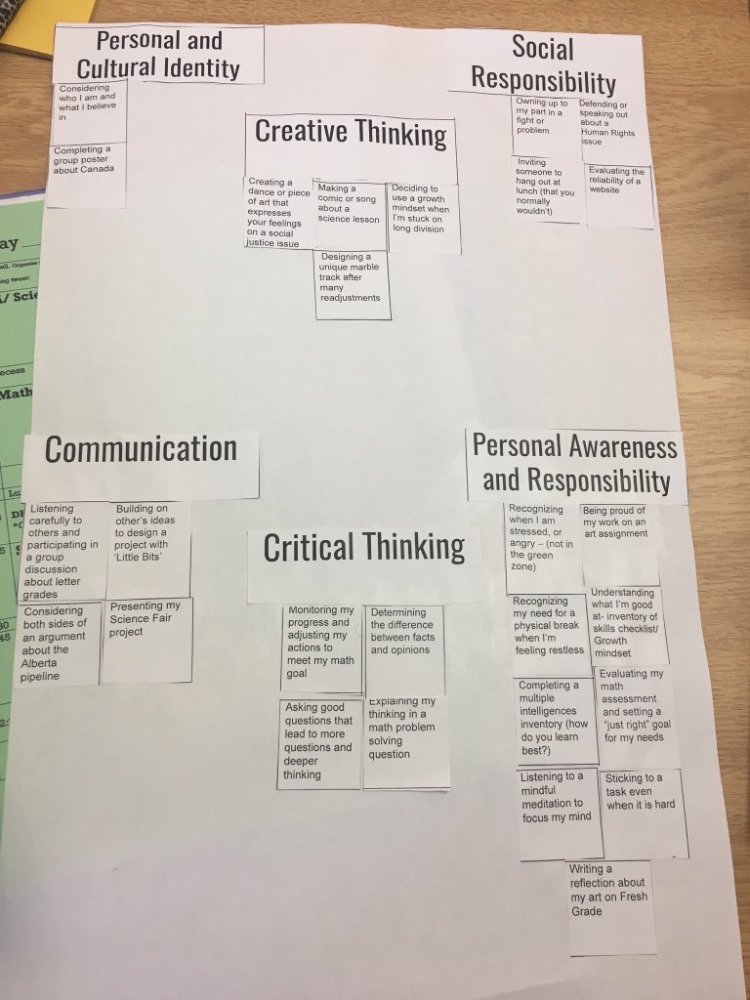 Personal and
Cultural Identity
Considering
who I am and
what I believe
in
Completing a
group poster
about Canada
Creative Thinking
Creating a
dance or piece
of art that
expresses
your feelings
on a social
justice issue
Making a
comic or song
about a
science lesson
Deciding to
use a growth
mindset when
I'm stuck on
long division
Designing a
unique marble
track after
many
readjustments
Social
Responsibility
Owning up to
my part in a
fight or
problem
Defending or
speaking out
about a
Human Rights
issue
Inviting
someone to
hang out at
lunch (that you
normally
wouldn't)
Evaluating the
reliability of a
website
Communication
Listening
carefully to
others and
participating in
a group
discussion
about letter
grades
Building on
other's ideas
to design a
project with
'Little Bits'
Considering
both sides of
an argument
about the
Alberta
pipeline
Presenting my
Science Fair
project
Critical Thinking
Monitoring my
progress and
adjusting my
actions to
meet my math
goal
Determining
the difference
between facts
and opinions
Asking good
questions that
lead to more
questions and
deeper
thinking
Explaining my
thinking in a
math problem
solving
question
Personal Awareness
and Responsibility
Recognizing
when I am
stressed, or
angry – (not in
the green
zone)
Being proud of
my work on an
art assignment
Recognizing
my need for a
physical break
when I'm
feeling restless
Understanding
what I'm good
at- inventory of
skills checklist/
Growth
mindset
Completing a
multiple
intelligences
inventory (how
do you learn
best?)
Evaluating my
math
assessment
and setting a
"just right" goal
for my needs
Listening to a
mindful
meditation to
focus my mind
Sticking to a
task even
when it is hard
Writing a
reflection about
my art on Fresh
Grade
Math